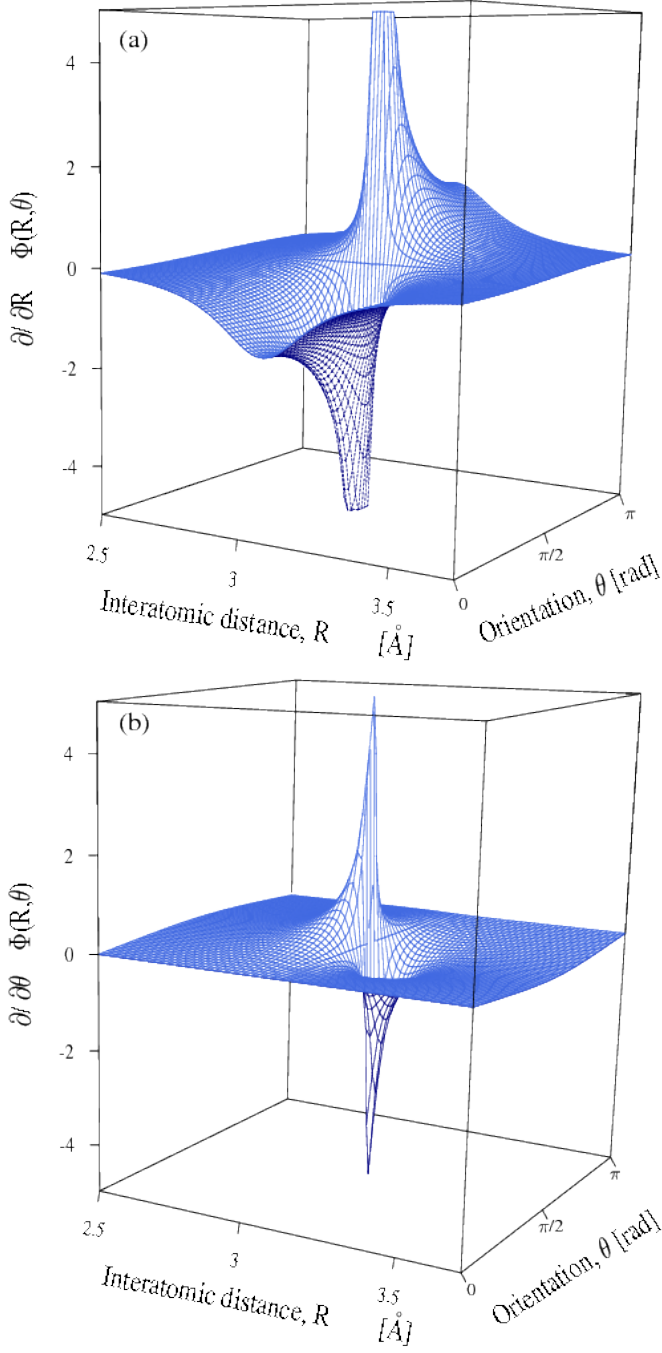 (a)
4
2
0
-2
-4
∂/ ∂R Φ(R,θ)
2.5
3
3.5
0
π/2
π
Interatomic distance, R [Å]
Orientation, θ [rad]
(b)
4
2
0
-2
-4
∂/ ∂θ Φ(R,θ)
2.5
3
3.5
0
π/2
π
Interatomic distance, R [Å]
Orientation, θ [rad]